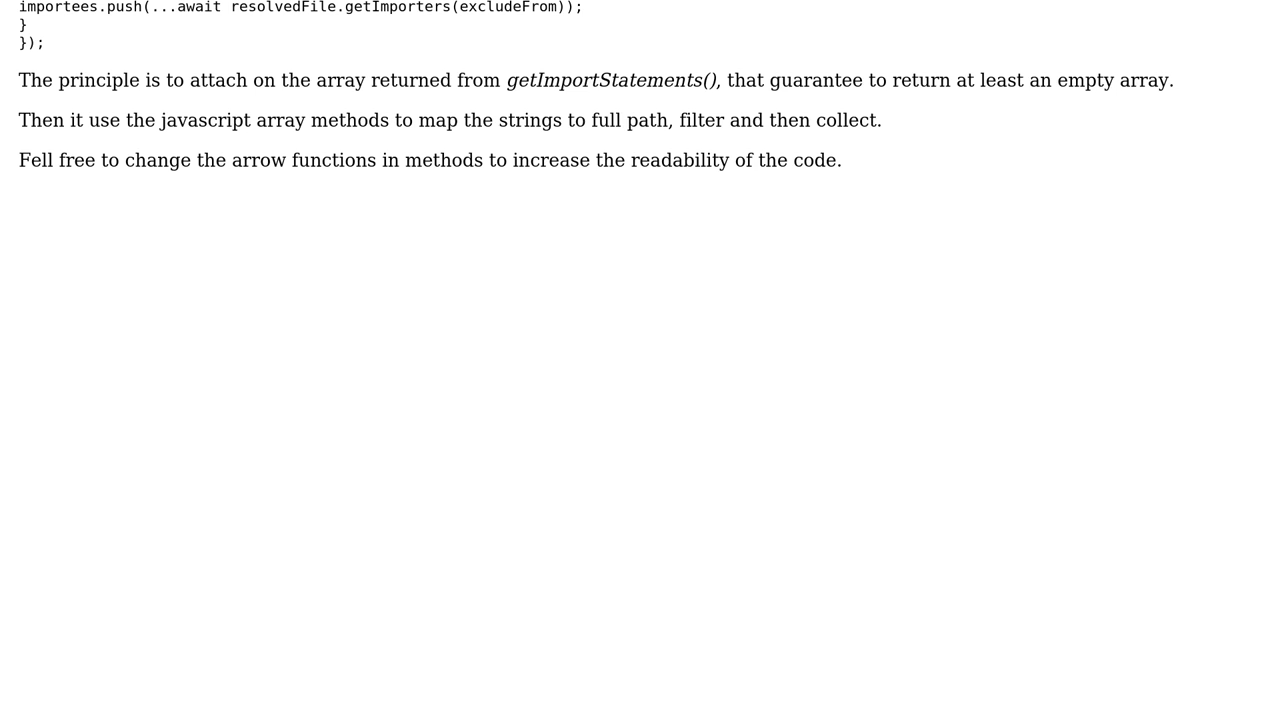 importees.push(...await resolvedFile.getImporters(excludeFrom));
}
});
The principle is to attach on the array returned from getImportStatements(), that guarantee to return at least an empty array.
Then it use the javascript array methods to map the strings to full path, filter and then collect.
Fell free to change the arrow functions in methods to increase the readability of the code.